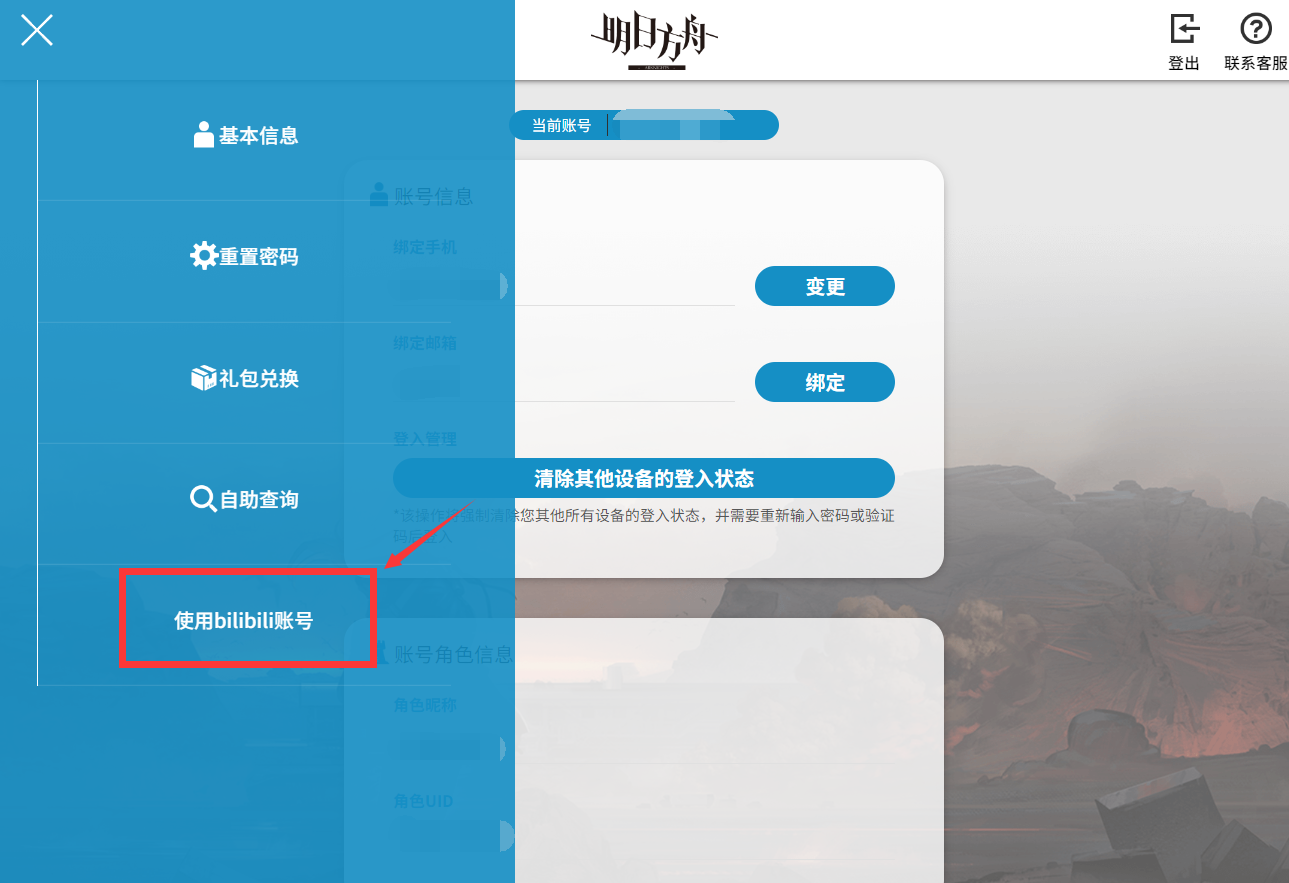 明日方舟
登出
联系客服
当前账号
基本信息
重置密码
礼包兑换
自助查询
使用bilibili账号
账号信息
绑定手机
变更
绑定邮箱
绑定
登入管理
清除其他设备的登入状态
*该操作将强制清除您其他所有设备的登入状态，并需要重新输入密码或验证
码后登入
账号角色信息
角色昵称
角色UID